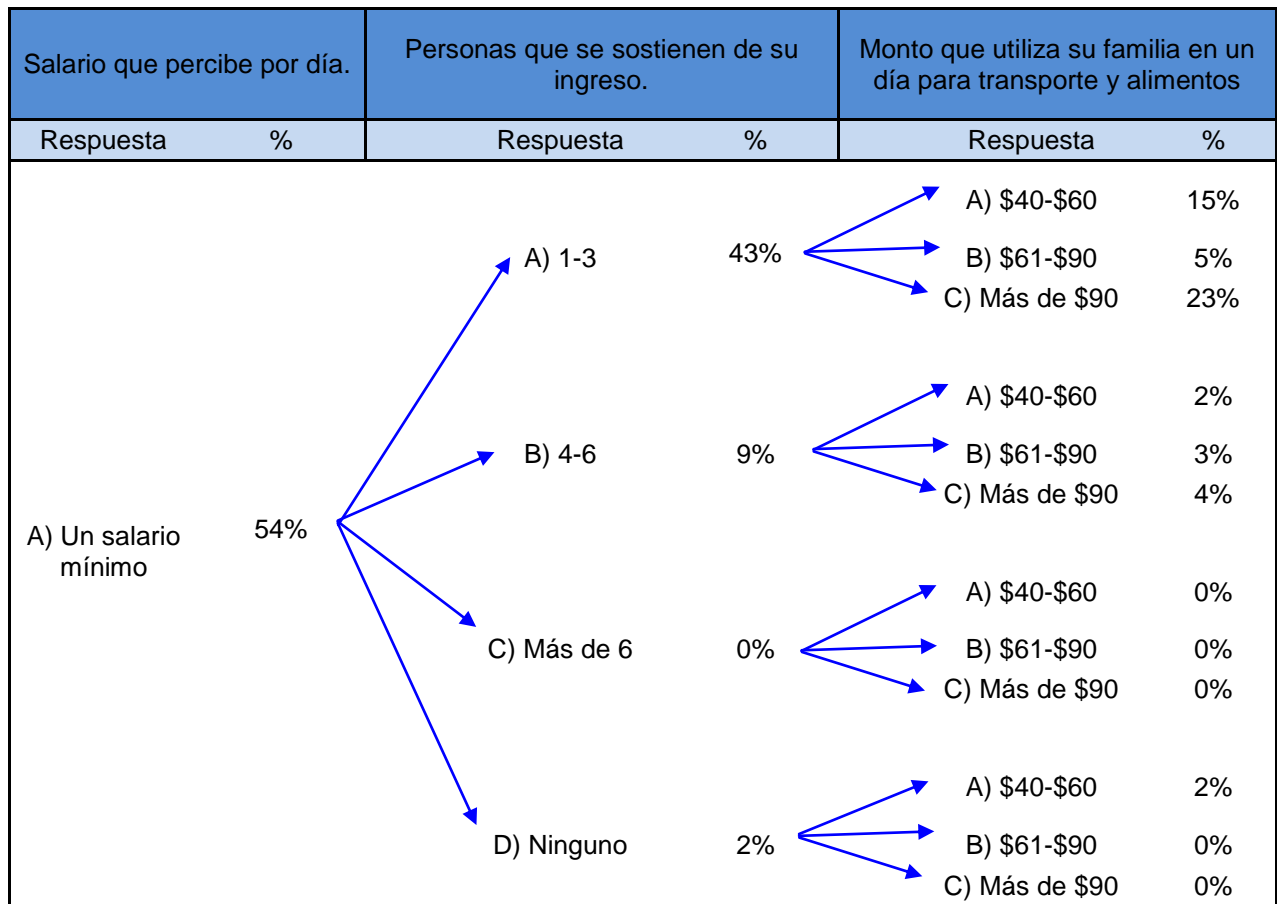 Salario que percibe por día.
Personas que se sostienen de su
ingreso.
Monto que utiliza su familia en un
día para transporte y alimentos
Respuesta %
Respuesta %
Respuesta %
A) Un salario
mínimo
54%
A) 1-3 43%
A) $40-$60 15%
B) $61-$90 5%
C) Más de $90 23%
B) 4-6 9%
A) $40-$60 2%
B) $61-$90 3%
C) Más de $90 4%
C) Más de 6 0%
A) $40-$60 0%
B) $61-$90 0%
C) Más de $90 0%
D) Ninguno 2%
A) $40-$60 2%
B) $61-$90 0%
C) Más de $90 0%